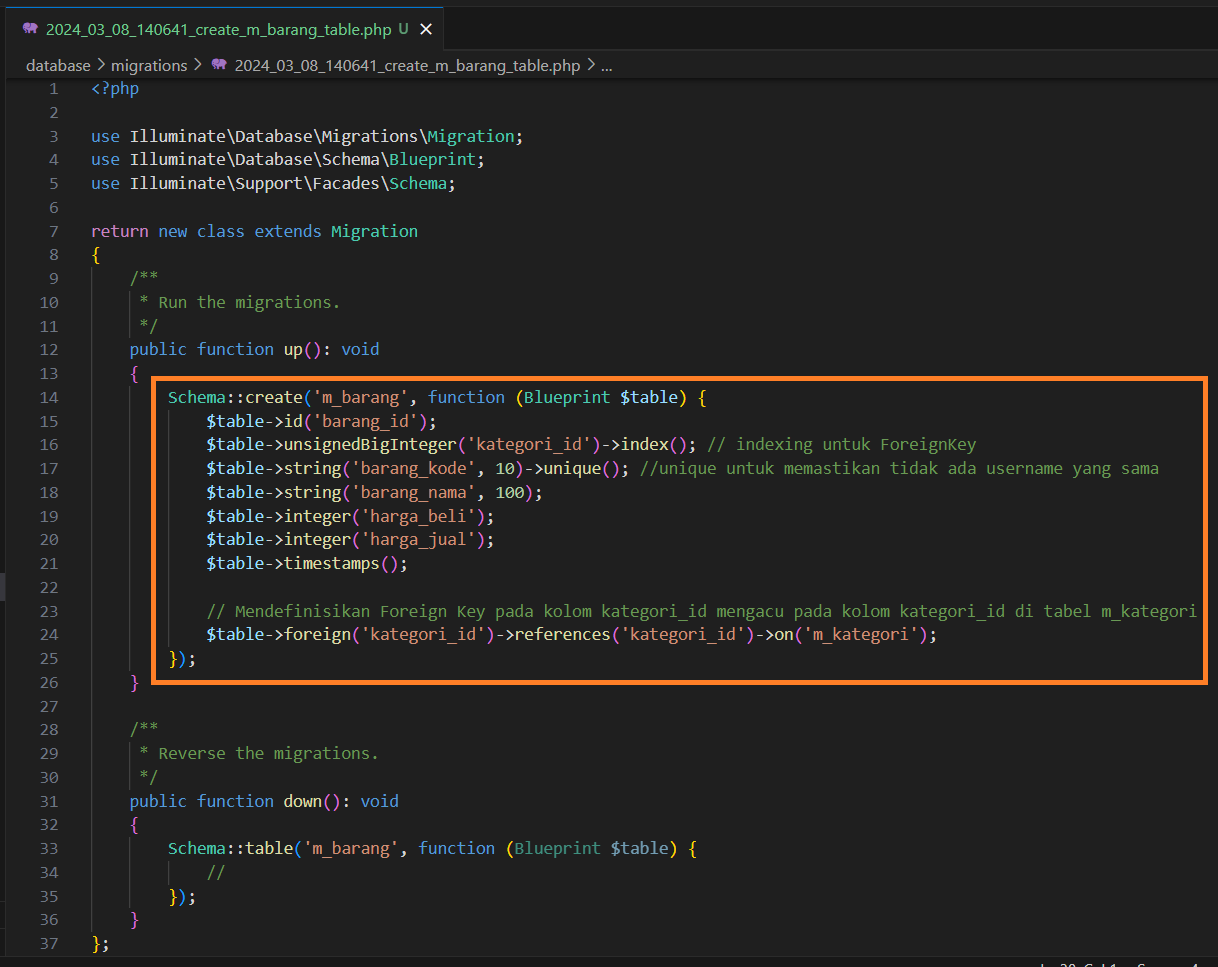 2024_03_08_140641_create_m_barang_table.php U ×
database > migrations > 2024_03_08_140641_create_m_barang_table.php > ...
1 <?php
2
3 use Illuminate\Database\Migrations\Migration;
4 use Illuminate\Database\Schema\Blueprint;
5 use Illuminate\Support\Facades\Schema;
6
7 return new class extends Migration
8 {
9     /**
10      * Run the migrations.
11      */
12     public function up(): void
13     {
14         Schema::create('m_barang', function (Blueprint $table) {
15             $table->id('barang_id');
16             $table->unsignedBigInteger('kategori_id')->index(); // indexing untuk ForeignKey
17             $table->string('barang_kode', 10)->unique(); //unique untuk memastikan tidak ada username yang sama
18             $table->string('barang_nama', 100);
19             $table->integer('harga_beli');
20             $table->integer('harga_jual');
21             $table->timestamps();
22
23             // Mendefinisikan Foreign Key pada kolom kategori_id mengacu pada kolom kategori_id di tabel m_kategori
24             $table->foreign('kategori_id')->references('kategori_id')->on('m_kategori');
25         });
26     }
27
28     /**
29      * Reverse the migrations.
30      */
31     public function down(): void
32     {
33         Schema::table('m_barang', function (Blueprint $table) {
34             //
35         });
36     }
37 };